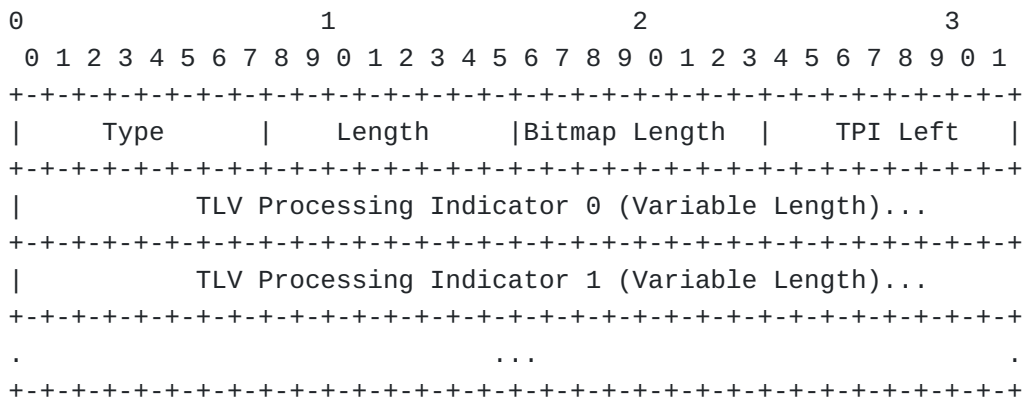 0                   1                   2                   3
 0 1 2 3 4 5 6 7 8 9 0 1 2 3 4 5 6 7 8 9 0 1 2 3 4 5 6 7 8 9 0 1
+-+-+-+-+-+-+-+-+-+-+-+-+-+-+-+-+-+-+-+-+-+-+-+-+-+-+-+-+-+-+-+-+
|     Type      |    Length     |Bitmap Length  |    TPI Left   |
+-+-+-+-+-+-+-+-+-+-+-+-+-+-+-+-+-+-+-+-+-+-+-+-+-+-+-+-+-+-+-+-+
|           TLV Processing Indicator 0 (Variable Length)...
+-+-+-+-+-+-+-+-+-+-+-+-+-+-+-+-+-+-+-+-+-+-+-+-+-+-+-+-+-+-+-+-+
|           TLV Processing Indicator 1 (Variable Length)...
+-+-+-+-+-+-+-+-+-+-+-+-+-+-+-+-+-+-+-+-+-+-+-+-+-+-+-+-+-+-+-+-+
.                              ...                              .
+-+-+-+-+-+-+-+-+-+-+-+-+-+-+-+-+-+-+-+-+-+-+-+-+-+-+-+-+-+-+-+-+